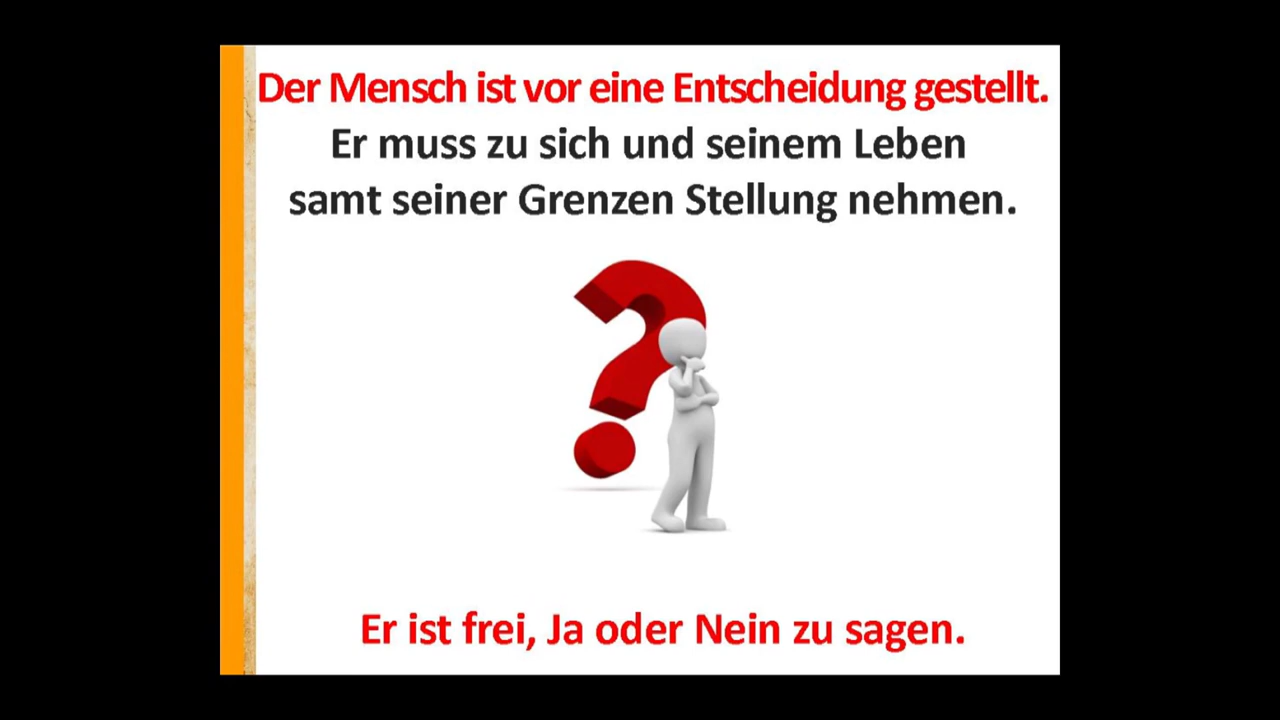 Der Mensch ist vor eine Entscheidung gestellt.
Er muss zu sich und seinem Leben
samt seiner Grenzen Stellung nehmen.
Er ist frei, Ja oder Nein zu sagen.